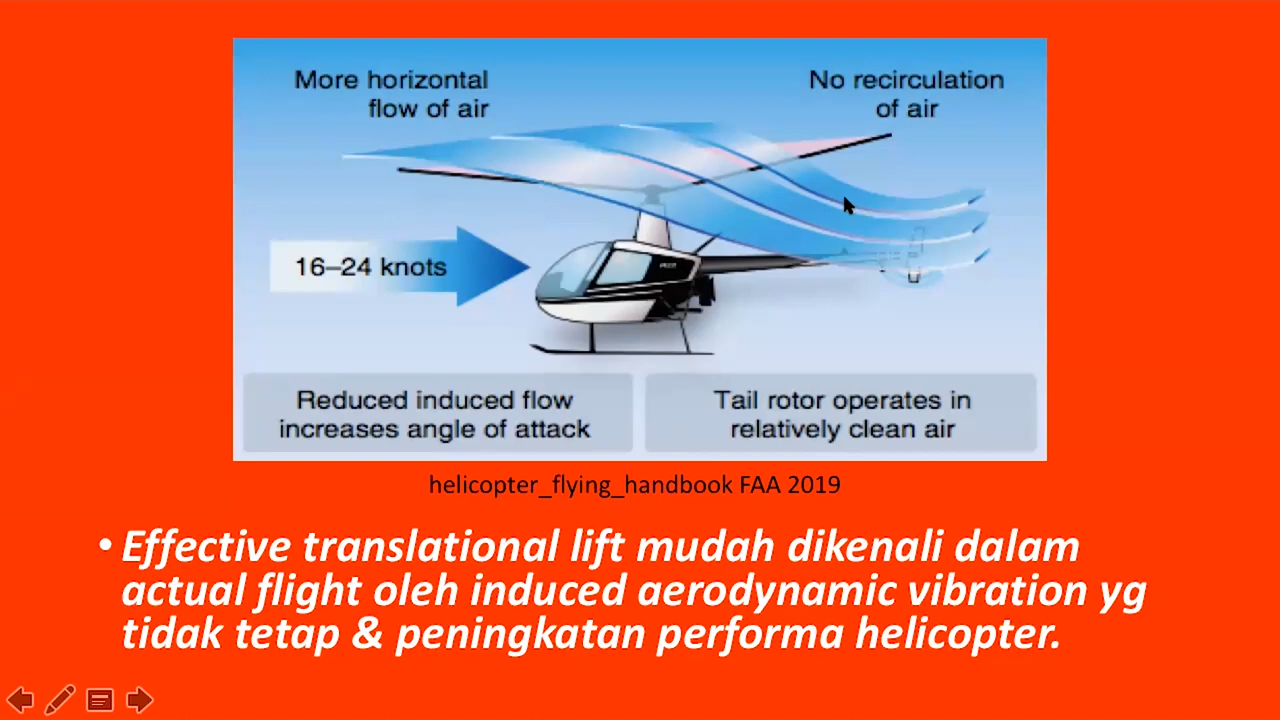 More horizontal
flow of air
No recirculation
of air
16–24 knots
Reduced induced flow
increases angle of attack
Tail rotor operates in
relatively clean air
helicopter_flying_handbook FAA 2019
• Effective translational lift mudah dikenali dalam
actual flight oleh induced aerodynamic vibration yg
tidak tetap & peningkatan performa helicopter.